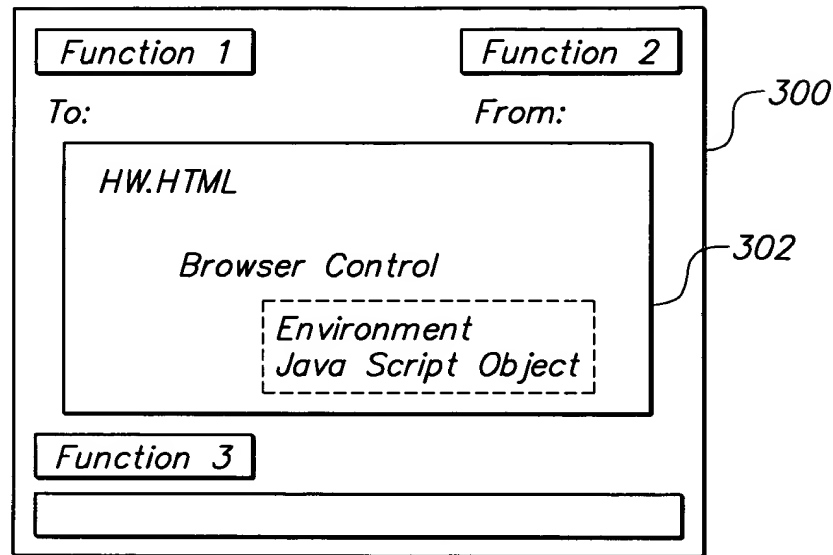 Function 1
Function 2
To:
From:
300
HW.HTML
Browser Control
302
Environment
Java Script Object
Function 3